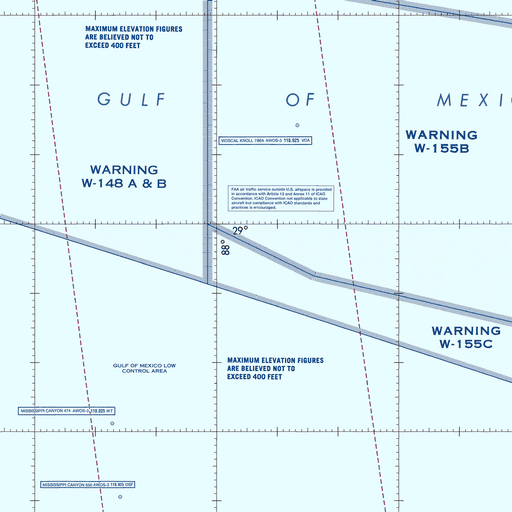 MAXIMUM ELEVATION FIGURES
ARE BELIEVED NOT TO
EXCEED 400 FEET
GULF OF MEXI
WARNING
W-155B
VIOSCAL KNOLL 786A AWOS-3 118.925 VOA
WARNING
W-148 A & B
FAA air traffic service outside U.S. airspace is provided
in accordance with Article 12 and Annex 11 of ICAO
Convention. ICAO Convention not applicable to state
aircraft but compliance with ICAO standards and
practices is encouraged.
29°
88°
WARNING
W-155C
GULF OF MEXICO LOW
CONTROL AREA
MAXIMUM ELEVATION FIGURES
ARE BELIEVED NOT TO
EXCEED 400 FEET
MISSISSIPPI CANYON 474 AWOS-3 118.025 IKT
MISSISSIPPI CANYON 650 AWOS-3 118.925 DSF